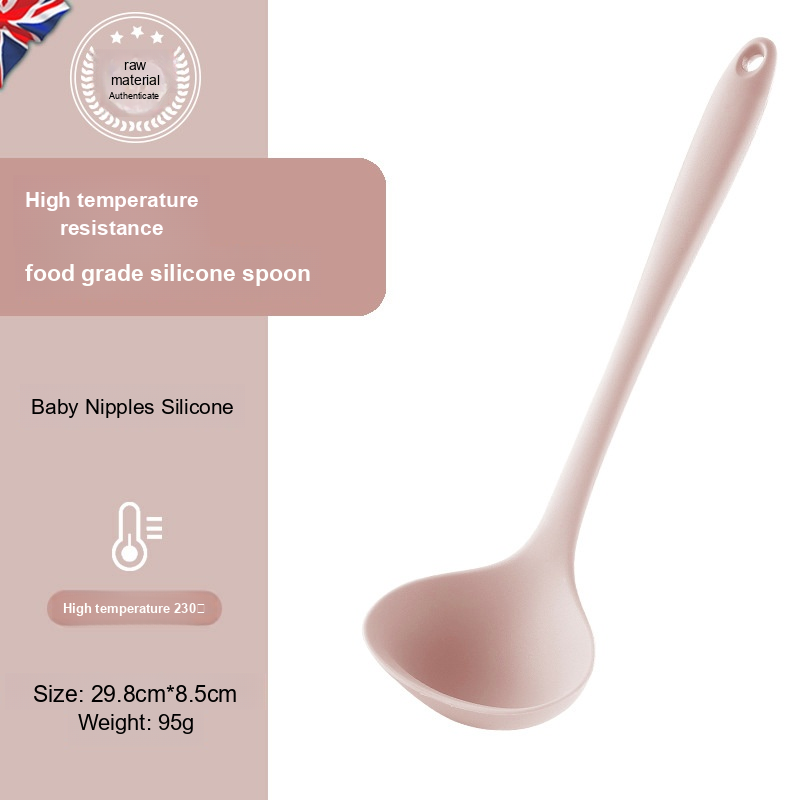 raw
material
Authenticate
High temperature
resistance
food grade silicone spoon
Baby Nipples Silicone
High temperature 230□
Size: 29.8cm*8.5cm
Weight: 95g